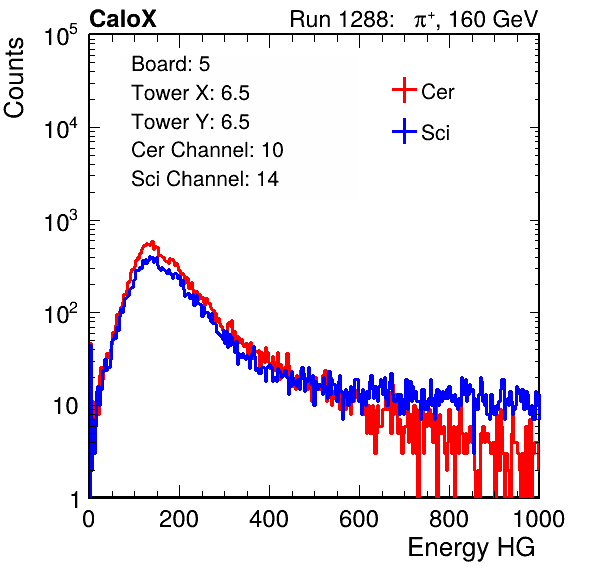 CaloX Run 1288: π⁺, 160 GeV
Counts
10⁵
10⁴
10³
10²
10
1
Board: 5
Tower X: 6.5
Tower Y: 6.5
Cer Channel: 10
Sci Channel: 14
Cer
Sci
0 200 400 600 800 1000
Energy HG